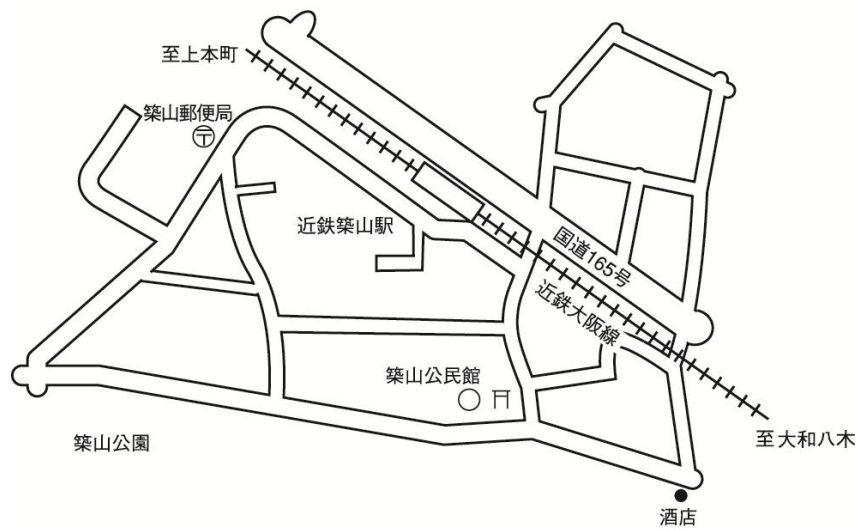 至上本町
築山郵便局
近鉄築山駅
国道165号
近鉄大阪線
築山公民館
築山公園
至大和八木
酒店